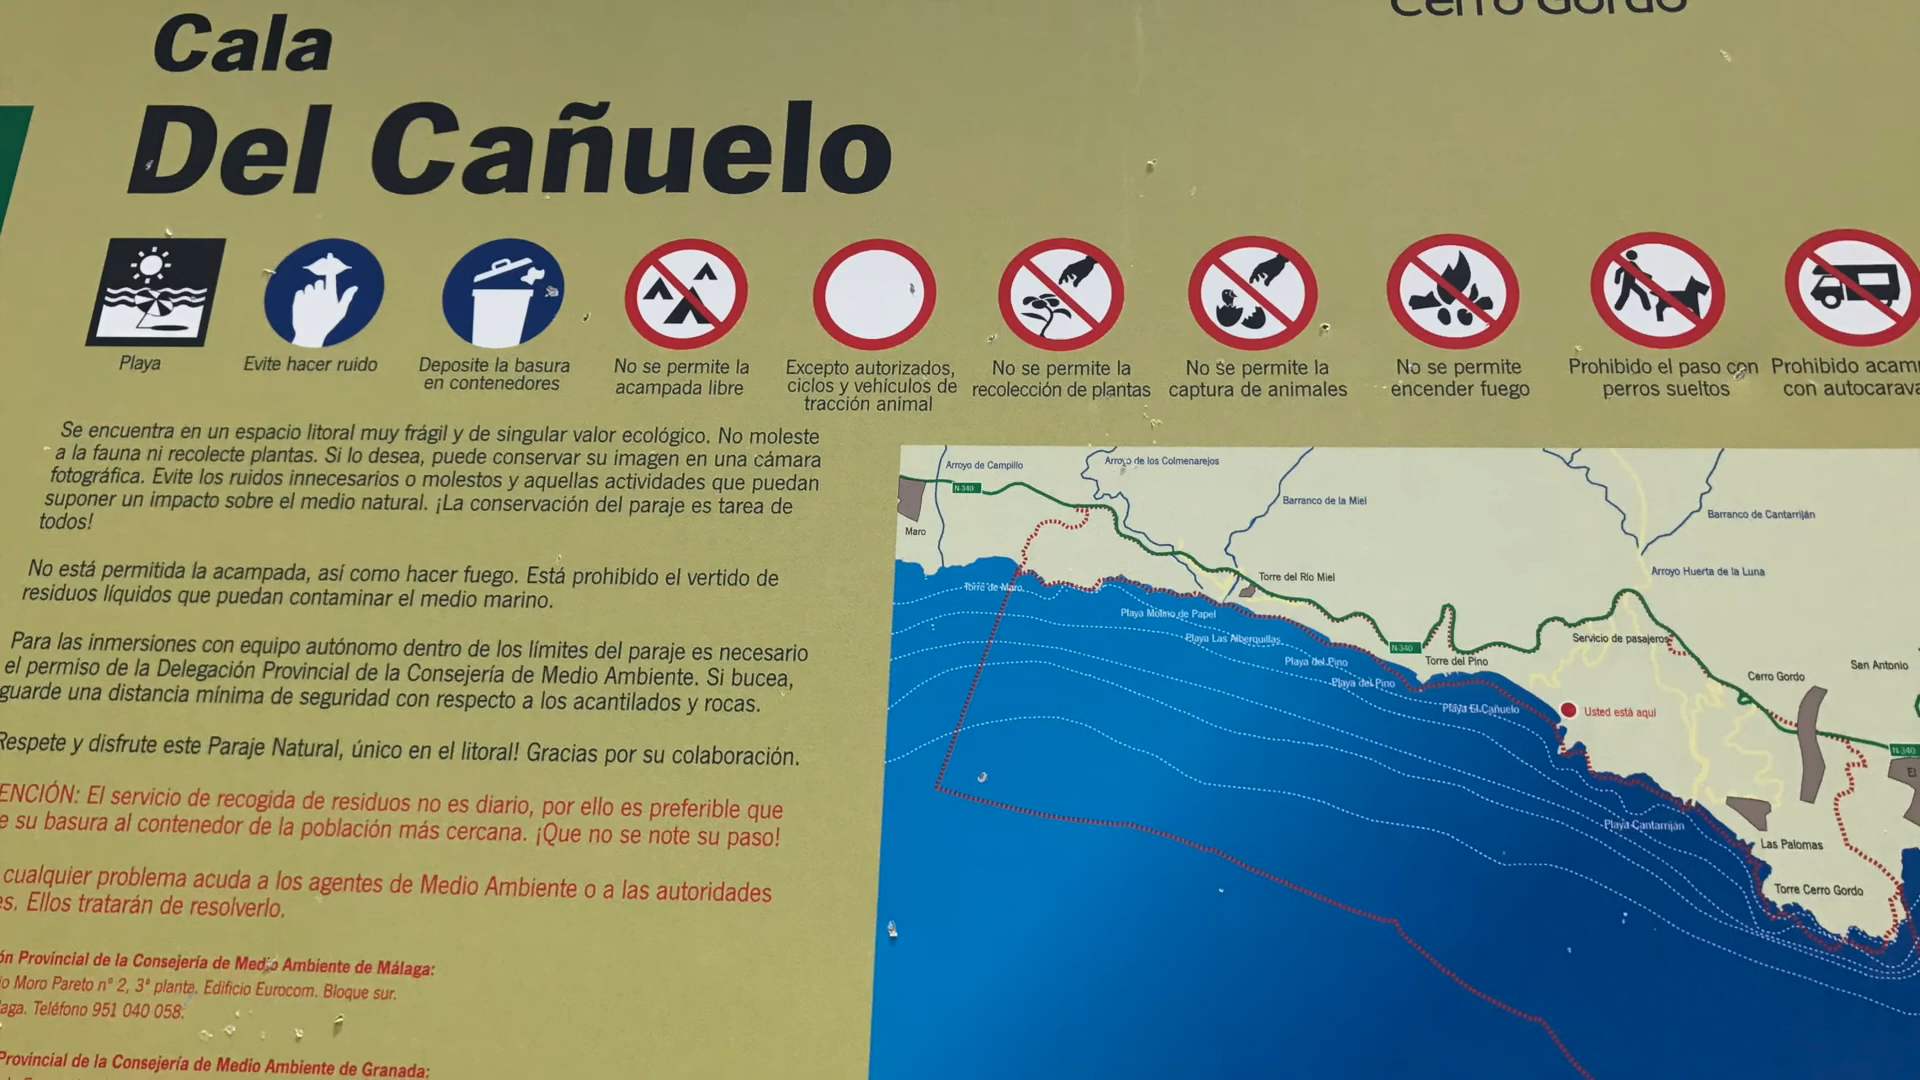 Cerro Gordo
Cala
Del Cañuelo
Playa
Evite hacer ruido
Deposite la basura
en contenedores
No se permite la
acampada libre
Excepto autorizados,
ciclos y vehículos de
tracción animal
No se permite la
recolección de plantas
No se permite la
captura de animales
No se permite
encender fuego
Prohibido el paso con
perros sueltos
Prohibido acam
con autocarava
Se encuentra en un espacio litoral muy frágil y de singular valor ecológico. No moleste
a la fauna ni recolecte plantas. Si lo desea, puede conservar su imagen en una cámara
fotográfica. Evite los ruidos innecesarios o molestos y aquellas actividades que puedan
suponer un impacto sobre el medio natural. ¡La conservación del paraje es tarea de
todos!
No está permitida la acampada, así como hacer fuego. Está prohibido el vertido de
residuos líquidos que puedan contaminar el medio marino.
Para las inmersiones con equipo autónomo dentro de los límites del paraje es necesario
el permiso de la Delegación Provincial de la Consejería de Medio Ambiente. Si bucea,
guarde una distancia mínima de seguridad con respecto a los acantilados y rocas.
Respete y disfrute este Paraje Natural, único en el litoral! Gracias por su colaboración.
ENCIÓN: El servicio de recogida de residuos no es diario, por ello es preferible que
e su basura al contenedor de la población más cercana. ¡Que no se note su paso!
cualquier problema acuda a los agentes de Medio Ambiente o a las autoridades
es. Ellos tratarán de resolverlo.
ón Provincial de la Consejería de Medio Ambiente de Málaga:
io Moro Pareto nº 2, 3ª planta. Edificio Eurocom. Bloque sur.
aga. Teléfono 951 040 058.
Provincial de la Consejería de Medio Ambiente de Granada:
Arroyo de Campillo
Arroyo de los Colmenarejos
N-340
Barranco de la Miel
Barranco de Cantarriján
Maro
Arroyo Huerta de la Luna
Torre de Maro
Torre del Río Miel
Playa Molino de Papel
Playa Las Alberquillas
Servicio de pasajeros
N-340
Playa del Pino
Torre del Pino
San Antonio
Playa del Pino
Cerro Gordo
Playa El Cañuelo
Usted está aquí
N-340
El
Playa Cantarriján
Las Palomas
Torre Cerro Gordo